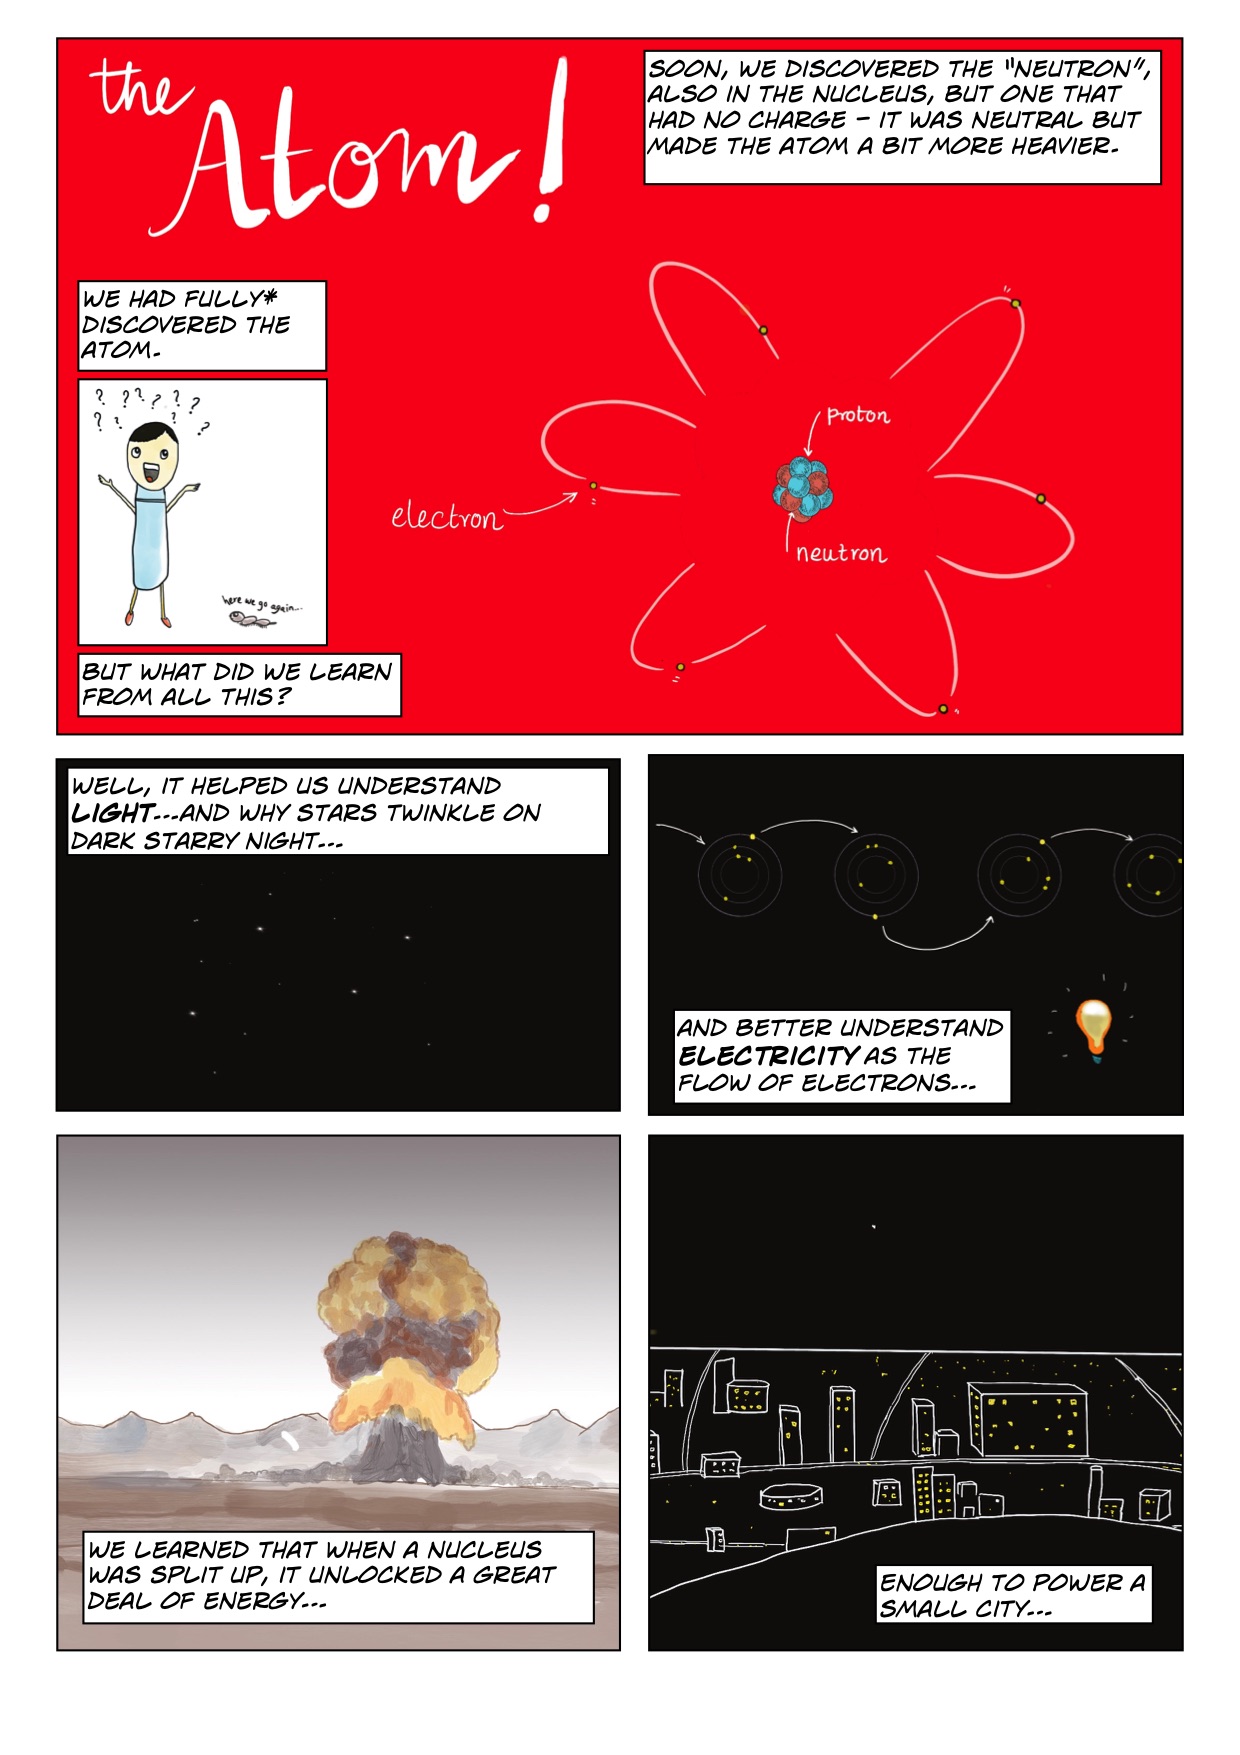 the
Atom!
SOON, WE DISCOVERED THE "NEUTRON",
ALSO IN THE NUCLEUS, BUT ONE THAT
HAD NO CHARGE - IT WAS NEUTRAL BUT
MADE THE ATOM A BIT MORE HEAVIER.
WE HAD FULLY*
DISCOVERED THE
ATOM.
? ? ? ? ? ?
? ? ? ?
here we go again...
proton
electron
neutron
BUT WHAT DID WE LEARN
FROM ALL THIS?
WELL, IT HELPED US UNDERSTAND
LIGHT...AND WHY STARS TWINKLE ON
DARK STARRY NIGHT...
AND BETTER UNDERSTAND
ELECTRICITY AS THE
FLOW OF ELECTRONS...
WE LEARNED THAT WHEN A NUCLEUS
WAS SPLIT UP, IT UNLOCKED A GREAT
DEAL OF ENERGY...
ENOUGH TO POWER A
SMALL CITY...